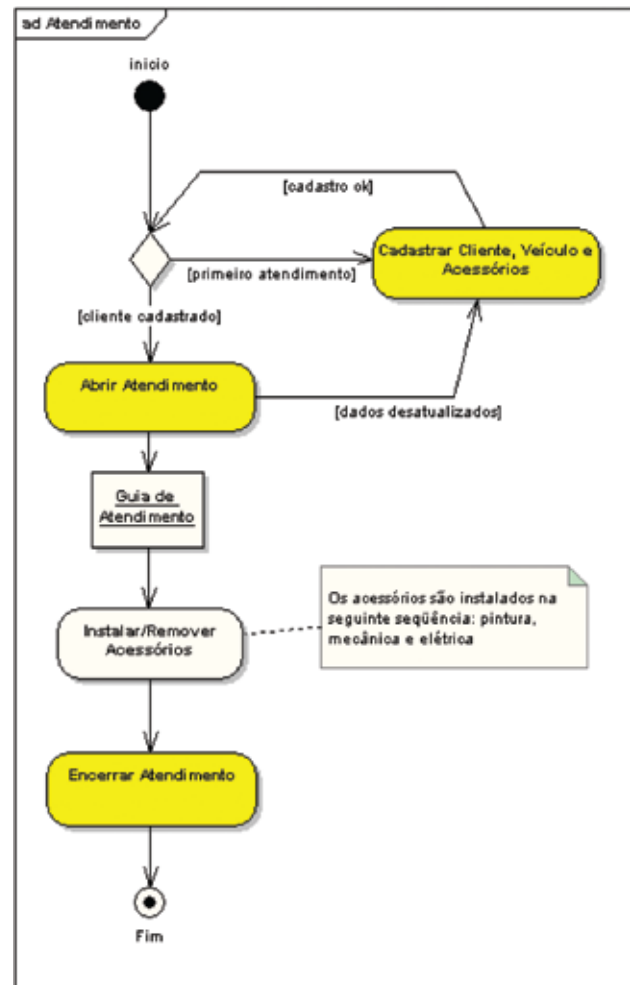 ad Atendimento
inicio
[cadastro ok]
Cadastrar Cliente, Veículo e
Acessórios
[primeiro atendimento]
[cliente cadastrado]
Abrir Atendimento
[dados desatualizados]
Guia de
Atendimento
Instalar/Remover
Acessórios
Os acessórios são instalados na
seguinte seqüência: pintura,
mecânica e elétrica
Encerrar Atendimento
Fim